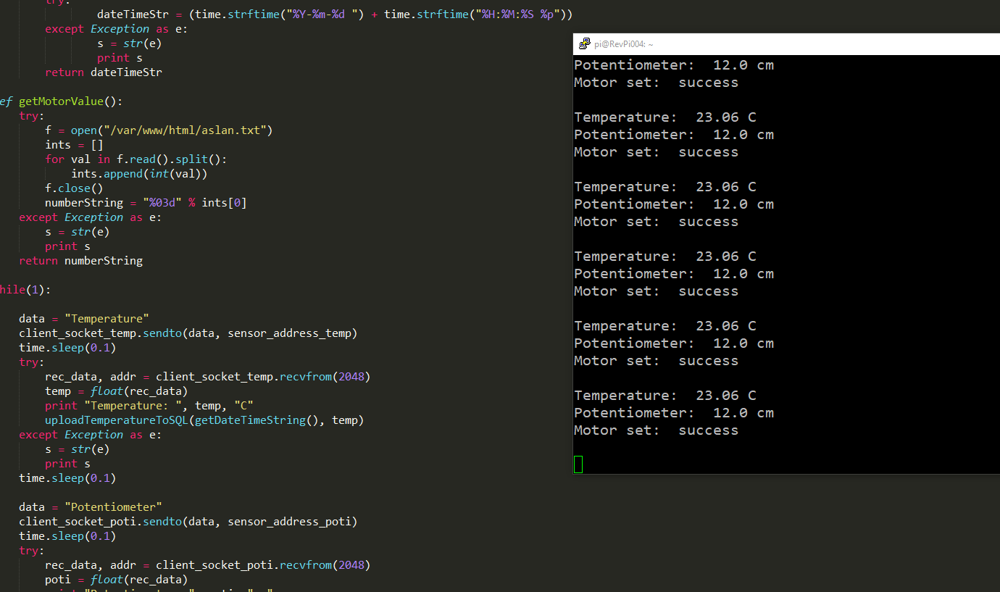 try:
dateTimeStr = (time.strftime("%Y-%m-%d ") + time.strftime("%H:%M:%S %p"))
except Exception as e:
s = str(e)
print s
return dateTimeStr
ef getMotorValue():
try:
f = open("/var/www/html/aslan.txt")
ints = []
for val in f.read().split():
ints.append(int(val))
f.close()
numberString = "%03d" % ints[0]
except Exception as e:
s = str(e)
print s
return numberString
hile(1):
data = "Temperature"
client_socket_temp.sendto(data, sensor_address_temp)
time.sleep(0.1)
try:
rec_data, addr = client_socket_temp.recvfrom(2048)
temp = float(rec_data)
print "Temperature: ", temp, "C"
uploadTemperatureToSQL(getDateTimeString(), temp)
except Exception as e:
s = str(e)
print s
time.sleep(0.1)
data = "Potentiometer"
client_socket_poti.sendto(data, sensor_address_poti)
time.sleep(0.1)
try:
rec_data, addr = client_socket_poti.recvfrom(2048)
poti = float(rec_data)
pi@RevPi004: ~
Potentiometer:  12.0 cm
Motor set:  success
Temperature:  23.06 C
Potentiometer:  12.0 cm
Motor set:  success
Temperature:  23.06 C
Potentiometer:  12.0 cm
Motor set:  success
Temperature:  23.06 C
Potentiometer:  12.0 cm
Motor set:  success
Temperature:  23.06 C
Potentiometer:  12.0 cm
Motor set:  success
Temperature:  23.06 C
Potentiometer:  12.0 cm
Motor set:  success